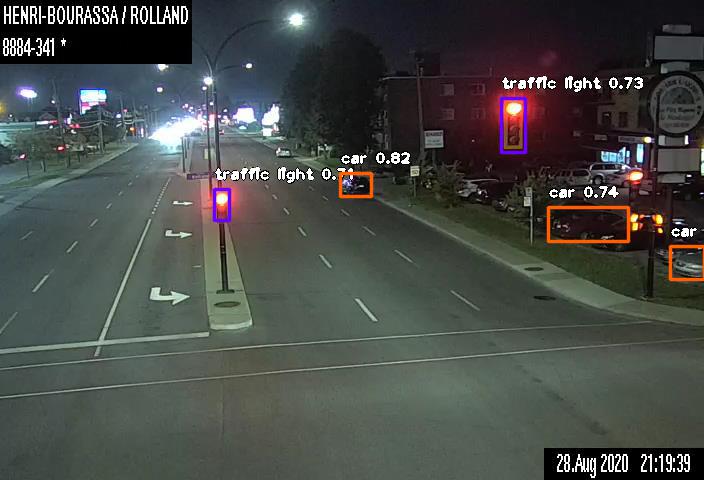 HENRI-BOURASSA / ROLLAND
8884-341 *
traffic light 0.73
car 0.82
traffic light 0.71
car 0.74
car
28.Aug 2020 21:19:39